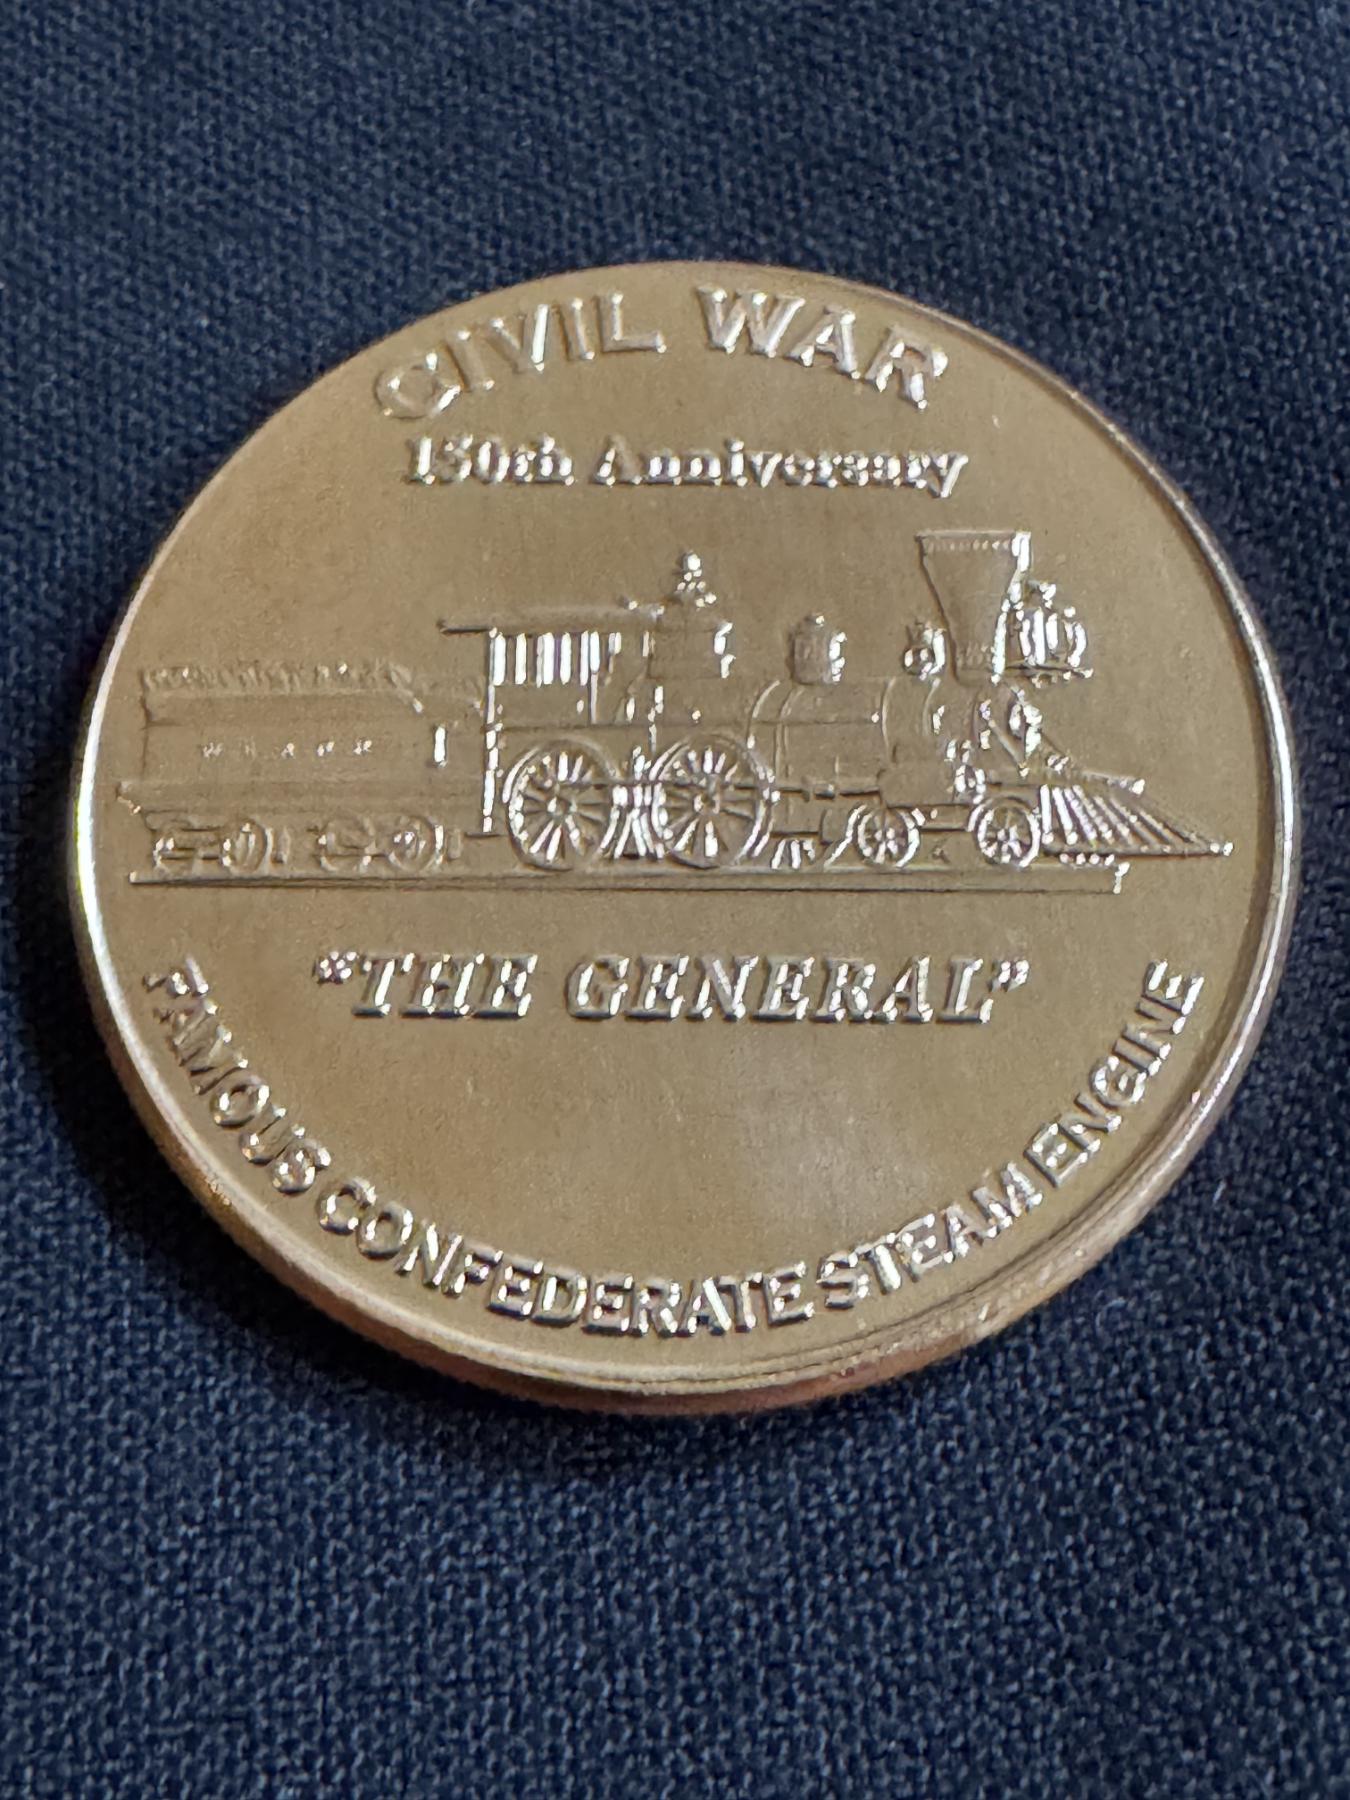 CIVIL WAR
150th Anniversary
W. & A. R. R.
"THE GENERAL"
FAMOUS CONFEDERATE STEAM ENGINE